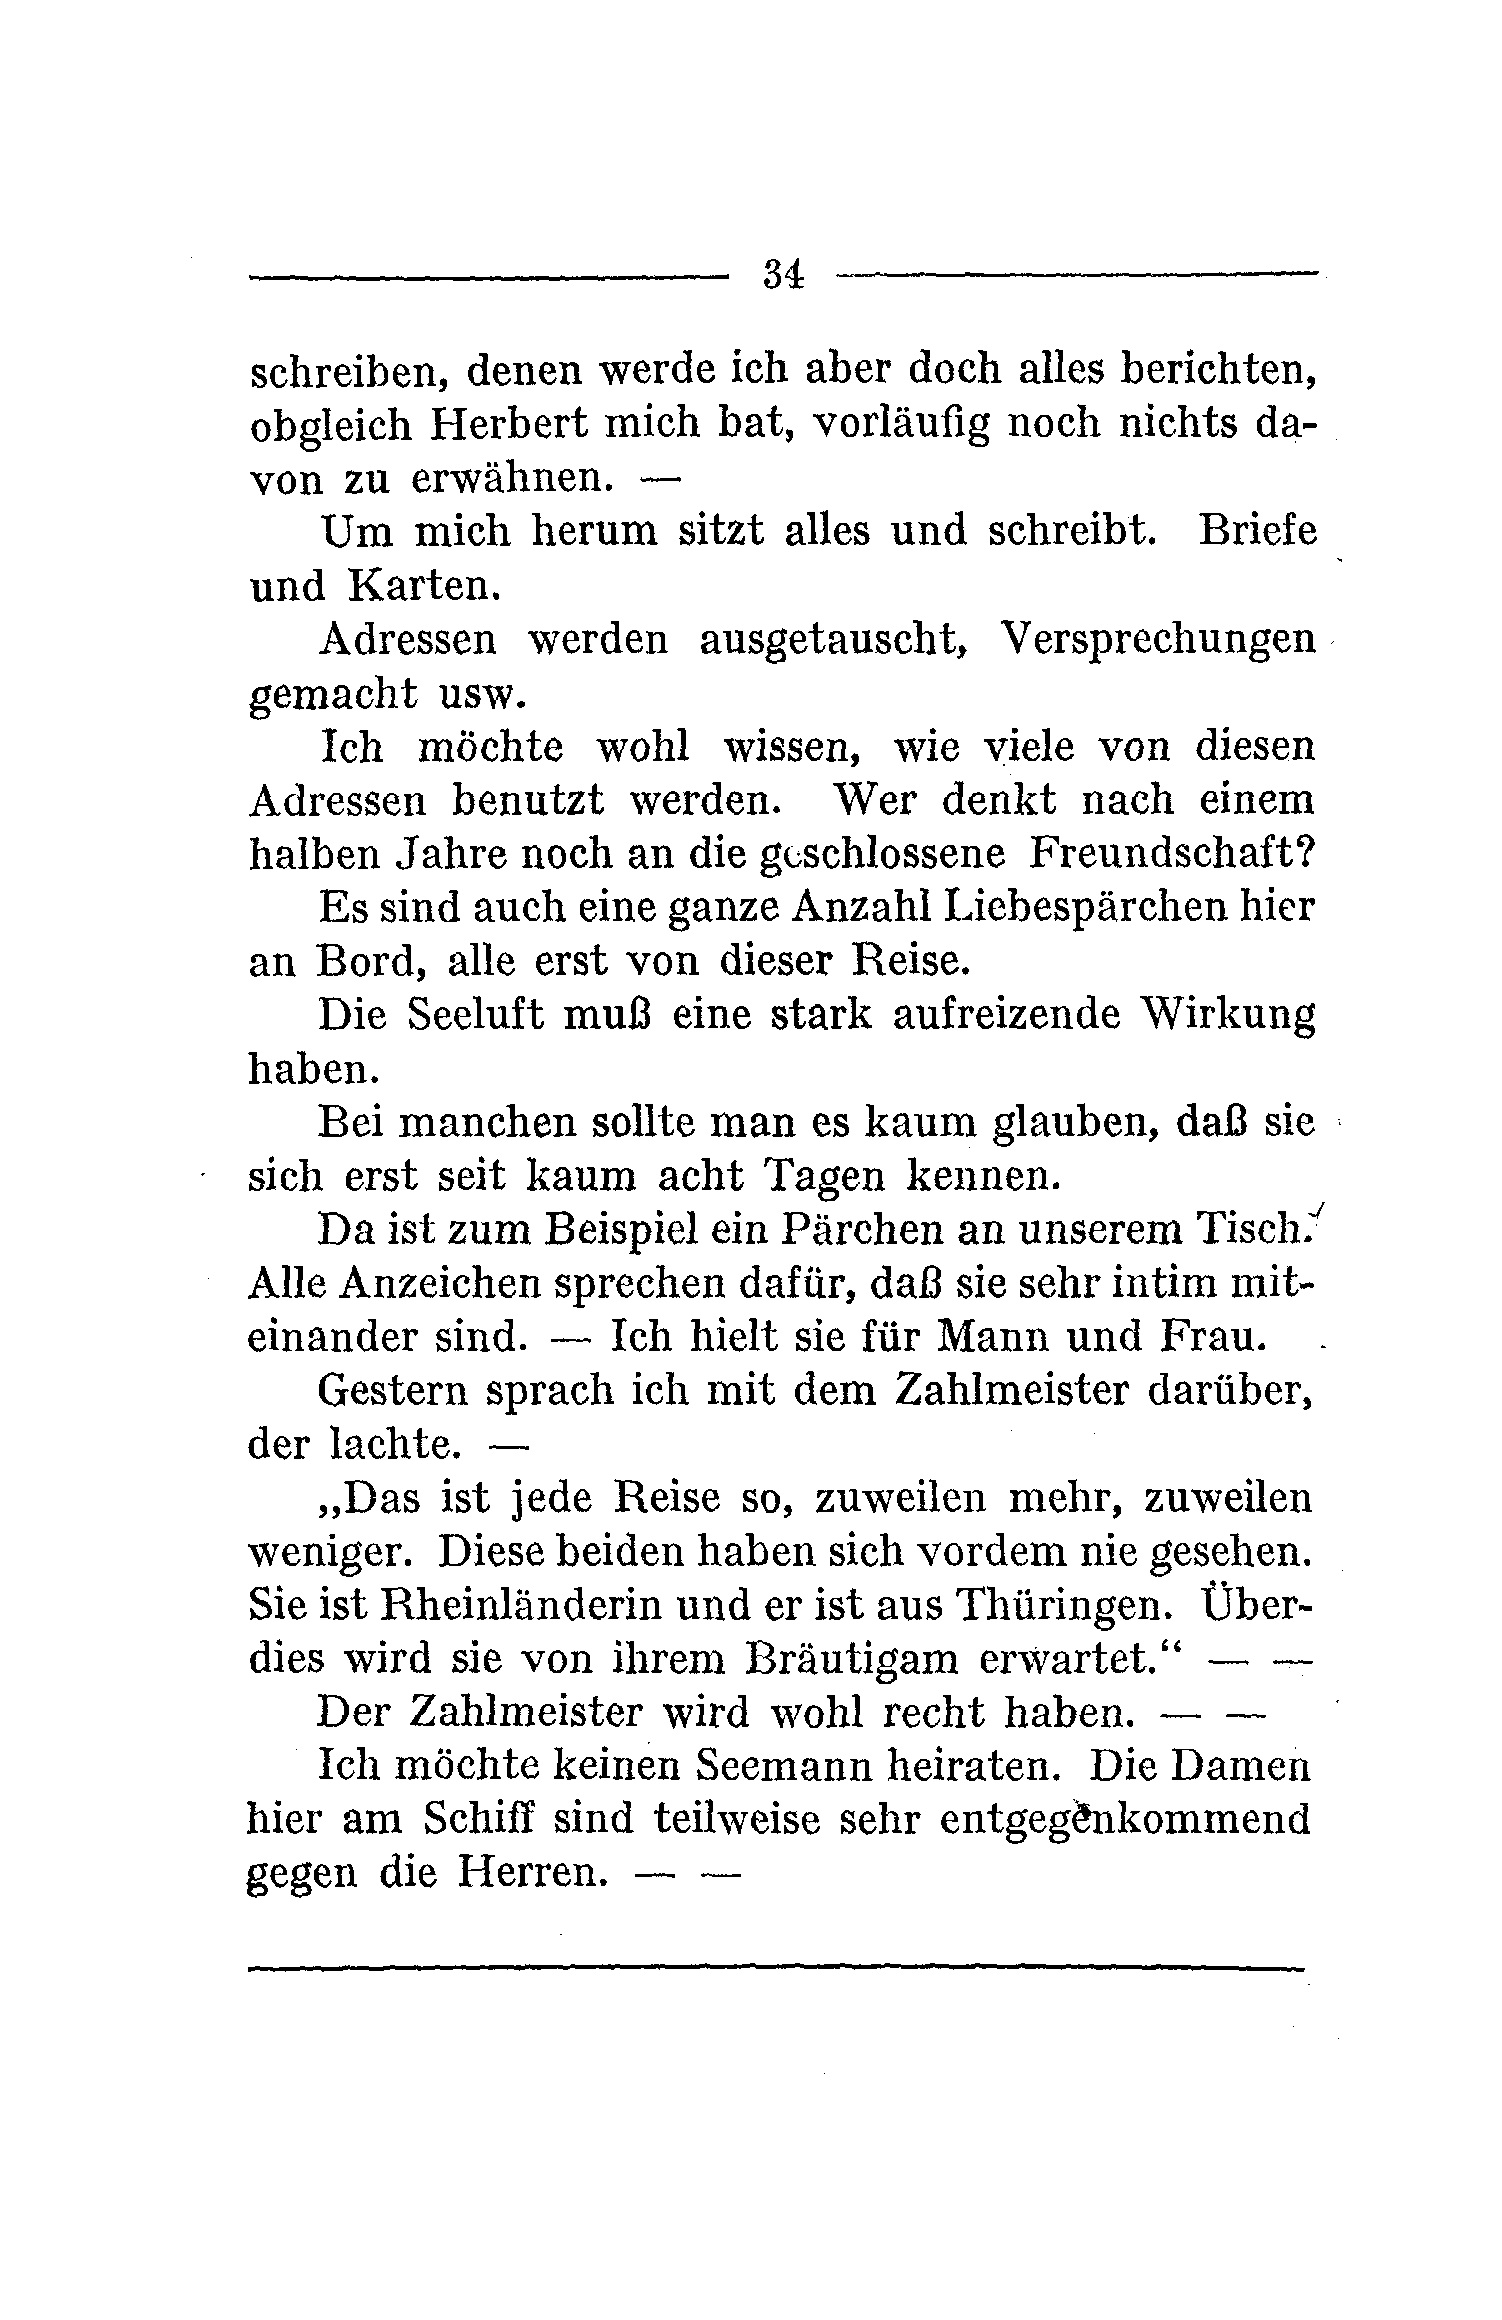 34
schreiben, denen werde ich aber doch alles berichten,
obgleich Herbert mich bat, vorläufig noch nichts da-
von zu erwähnen. —
Um mich herum sitzt alles und schreibt. Briefe
und Karten.
Adressen werden ausgetauscht, Versprechungen
gemacht usw.
Ich möchte wohl wissen, wie viele von diesen
Adressen benutzt werden. Wer denkt nach einem
halben Jahre noch an die geschlossene Freundschaft?
Es sind auch eine ganze Anzahl Liebespärchen hier
an Bord, alle erst von dieser Reise.
Die Seeluft muß eine stark aufreizende Wirkung
haben.
Bei manchen sollte man es kaum glauben, daß sie
sich erst seit kaum acht Tagen kennen.
Da ist zum Beispiel ein Pärchen an unserem Tisch.
Alle Anzeichen sprechen dafür, daß sie sehr intim mit-
einander sind. — Ich hielt sie für Mann und Frau.
Gestern sprach ich mit dem Zahlmeister darüber,
der lachte. —
„Das ist jede Reise so, zuweilen mehr, zuweilen
weniger. Diese beiden haben sich vordem nie gesehen.
Sie ist Rheinländerin und er ist aus Thüringen. Über-
dies wird sie von ihrem Bräutigam erwartet.“ — —
Der Zahlmeister wird wohl recht haben. — —
Ich möchte keinen Seemann heiraten. Die Damen
hier am Schiff sind teilweise sehr entgegenkommend
gegen die Herren. — —